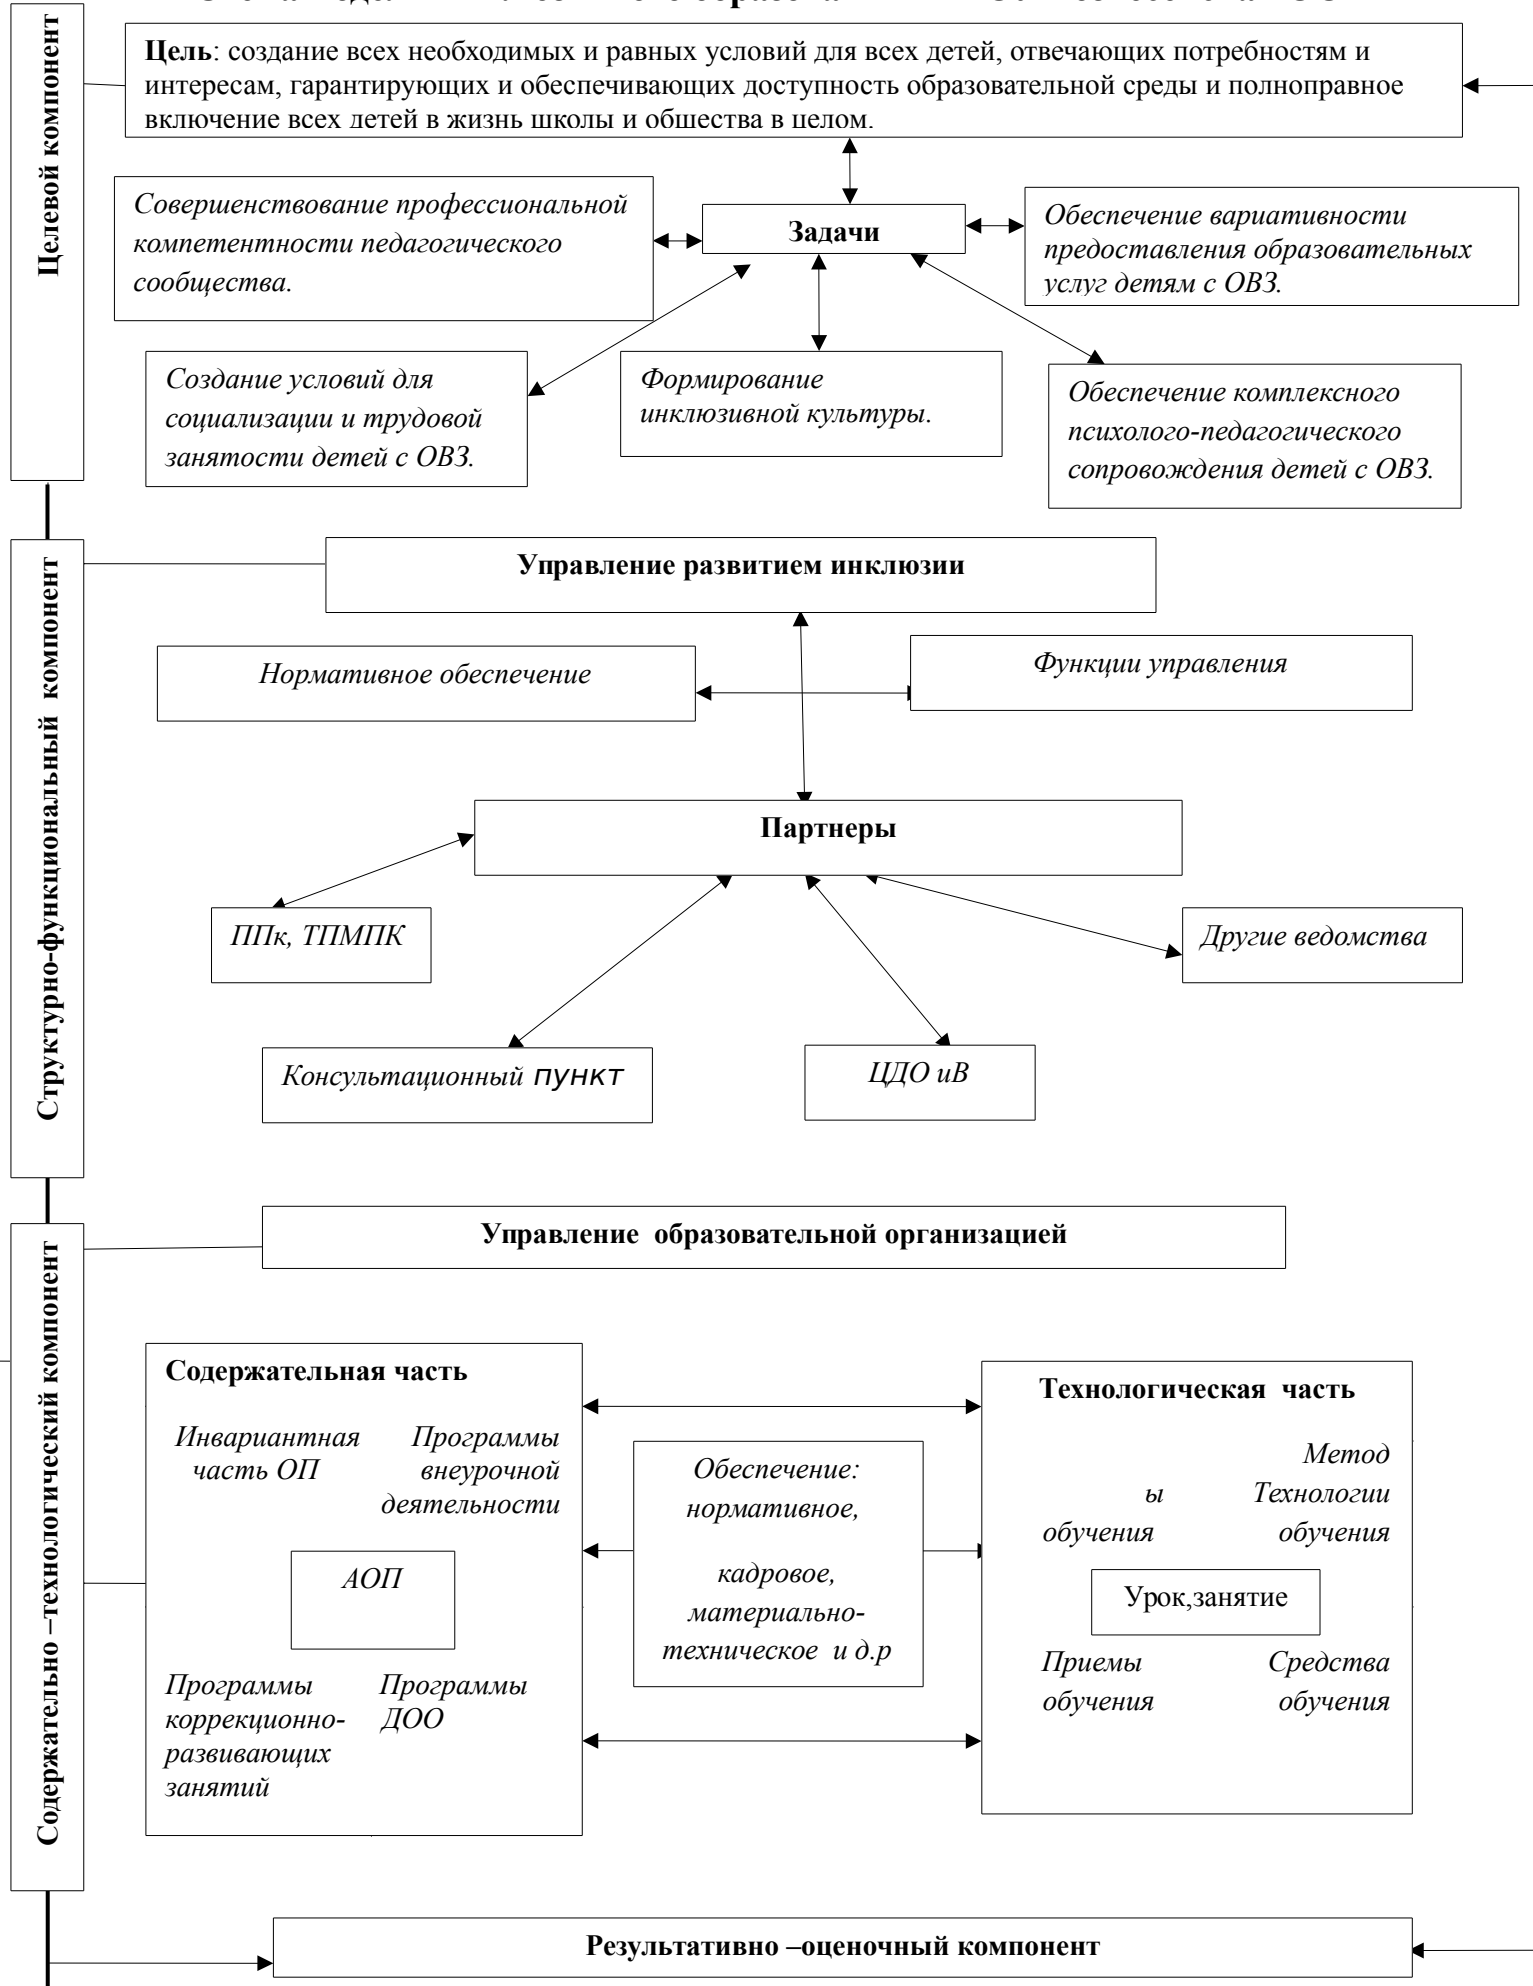 Целевой компонент
Цель: создание всех необходимых и равных условий для всех детей, отвечающих потребностям и
интересам, гарантирующих и обеспечивающих доступность образовательной среды и полноправное
включение всех детей в жизнь школы и общества в целом.
Совершенствование профессиональной
компетентности педагогического
сообщества.
Задачи
Обеспечение вариативности
предоставления образовательных
услуг детям с ОВЗ.
Создание условий для
социализации и трудовой
занятости детей с ОВЗ.
Формирование
инклюзивной культуры.
Обеспечение комплексного
психолого-педагогического
сопровождения детей с ОВЗ.
Структурно-функциональный компонент
Управление развитием инклюзии
Нормативное обеспечение
Функции управления
Партнеры
ППк, ТПМПК
Другие ведомства
Консультационный пункт
ЦДО иВ
Содержательно –технологический компонент
Управление образовательной организацией
Содержательная часть
Инвариантная Программы
часть ОП внеурочной
деятельности
АОП
Программы Программы
коррекционно- ДОО
развивающих
занятий
Обеспечение:
нормативное,
кадровое,
материально-
техническое и д.р
Технологическая часть
Метод
ы Технологии
обучения обучения
Урок,занятие
Приемы Средства
обучения обучения
Результативно –оценочный компонент